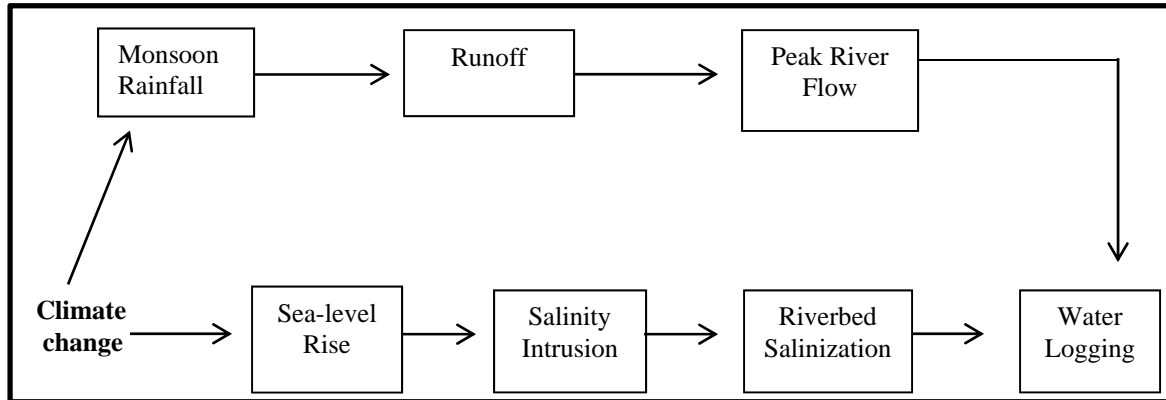 Monsoon
Rainfall
Runoff
Peak River
Flow
Climate
change
Sea-level
Rise
Salinity
Intrusion
Riverbed
Salinization
Water
Logging